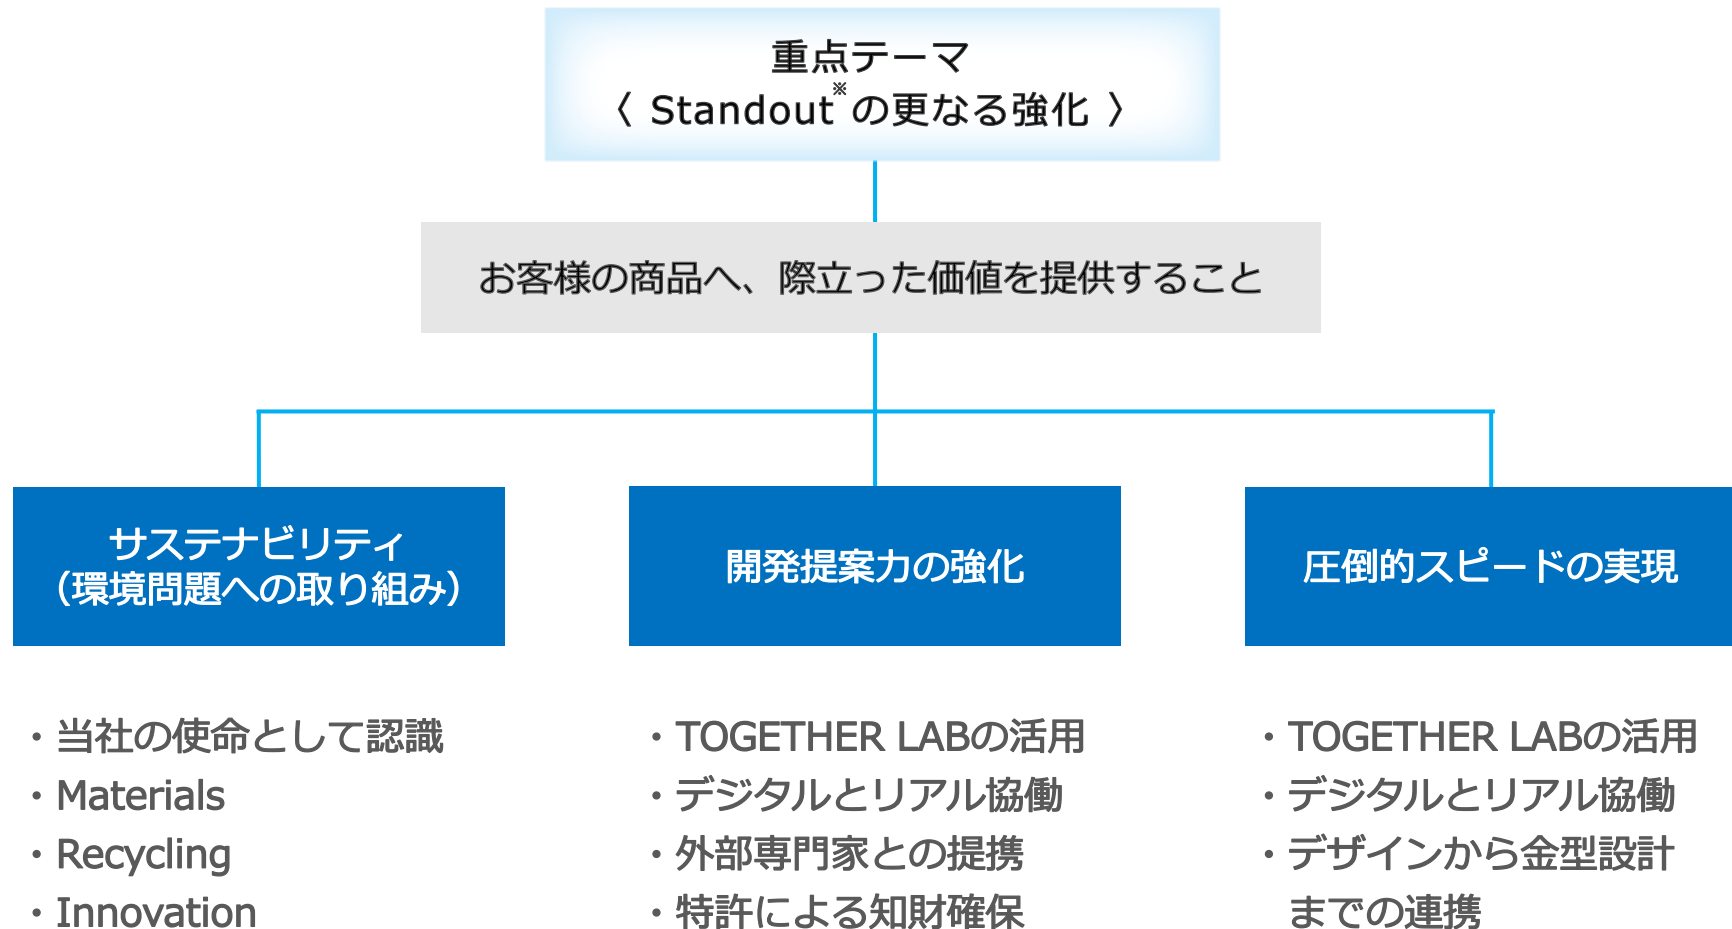 重点テーマ
〈 Standout※の更なる強化 〉
お客様の商品へ、際立った価値を提供すること
サステナビリティ
（環境問題への取り組み）
開発提案力の強化
圧倒的スピードの実現
・当社の使命として認識
・Materials
・Recycling
・Innovation
・TOGETHER LABの活用
・デジタルとリアル協働
・外部専門家との提携
・特許による知財確保
・TOGETHER LABの活用
・デジタルとリアル協働
・デザインから金型設計
までの連携